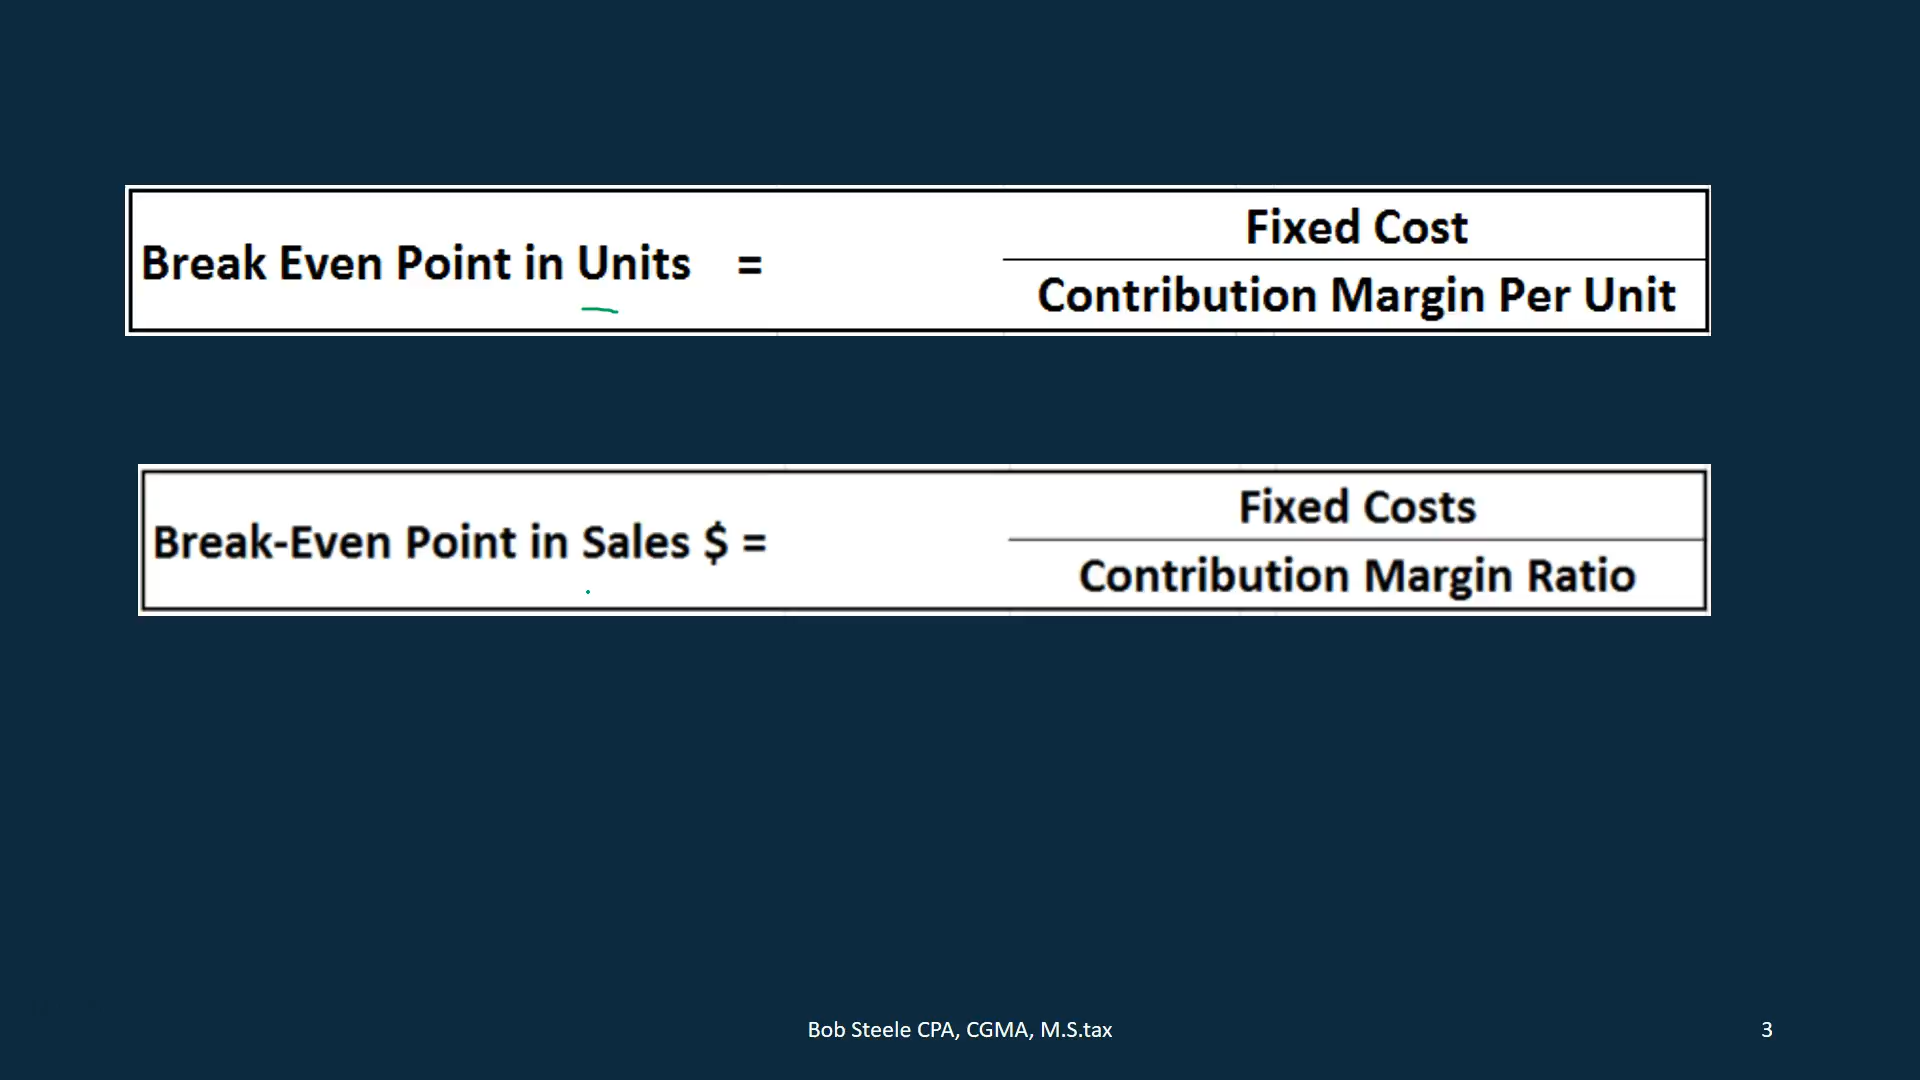 Fixed Cost
Break Even Point in Units =
Contribution Margin Per Unit
Fixed Costs
Break-Even Point in Sales $ =
Contribution Margin Ratio
Bob Steele CPA, CGMA, M.S.tax
3